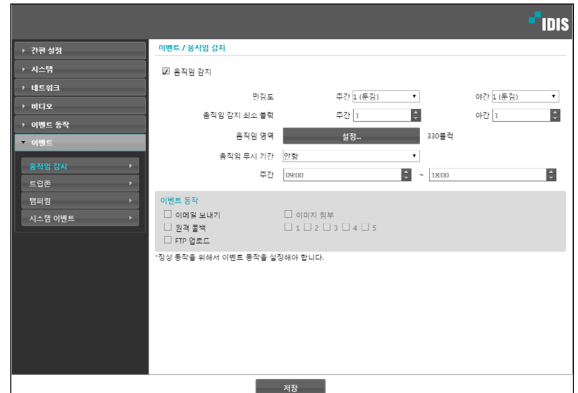 IDIS
간편 설정
시스템
네트워크
비디오
이벤트 동작
이벤트
움직임 감지
트립존
탬퍼링
시스템 이벤트
이벤트 / 움직임 감지
움직임 감지
민감도 주간 1 (둔감) 야간 1 (둔감)
움직임 감지 최소 블럭 주간 1 야간 1
움직임 영역 설정... 330블럭
움직임 무시 기간 안함
주간 09:00 ~ 18:00
이벤트 동작
이메일 보내기 이미지 첨부
원격 콜백 1 2 3 4 5
FTP 업로드
*정상 동작을 위해서 이벤트 동작을 설정해야 합니다.
저장